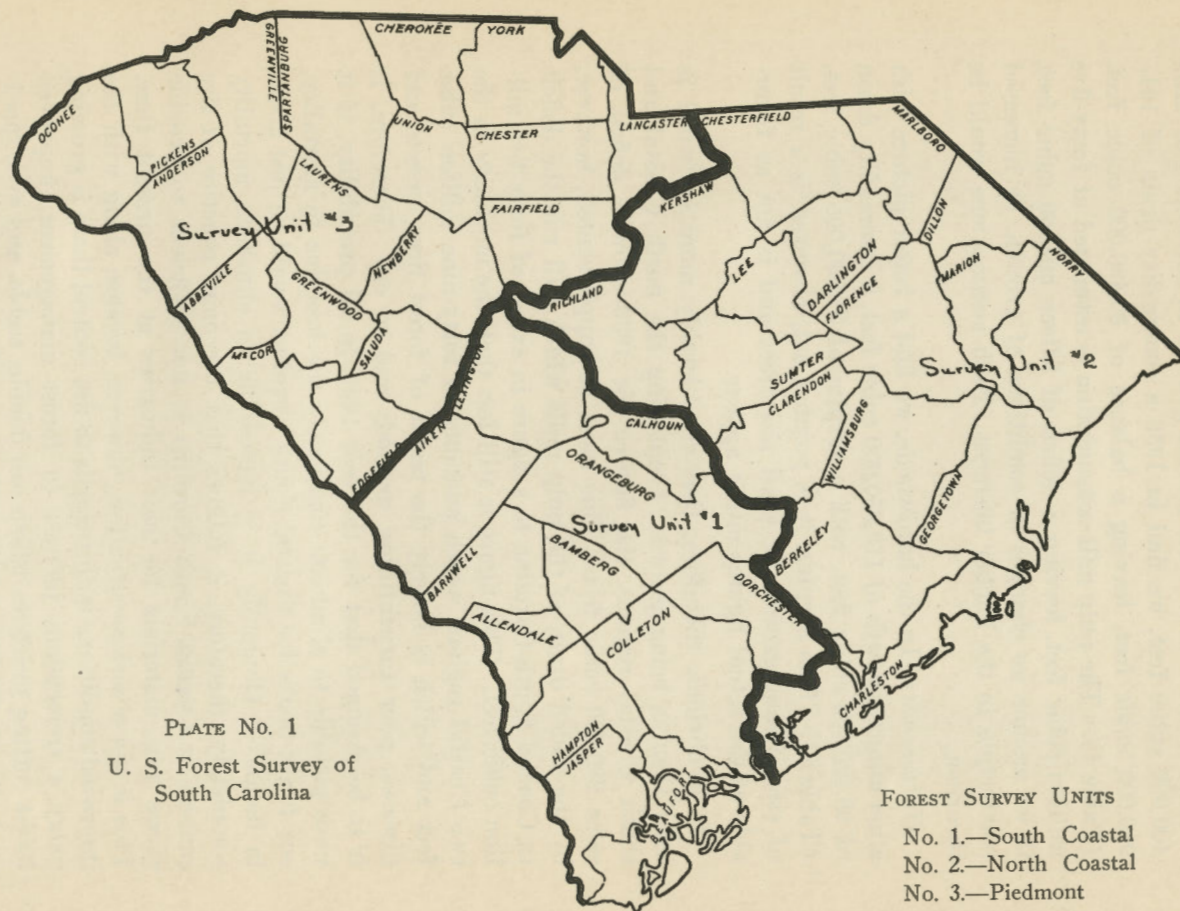 GREENVILLE
SPARTANBURG
CHEROKEE
YORK
OCONEE
PICKENS
ANDERSON
UNION
CHESTER
LANCASTER
CHESTERFIELD
MARLBORO
LAURENS
KERSHAW
FAIRFIELD
Survey Unit #3
NEWBERRY
ABBEVILLE
GREENWOOD
DILLON
LEE
DARLINGTON
FLORENCE
MARION
HORRY
RICHLAND
McCOR
SALUDA
LEXINGTON
SUMTER
CLARENDON
Survey Unit #2
EDGEFIELD
AIKEN
CALHOUN
WILLIAMSBURG
ORANGEBURG
GEORGETOWN
Survey Unit #1
BERKELEY
BARNWELL
BAMBERG
DORCHESTER
ALLENDALE
COLLETON
CHARLESTON
HAMPTON
JASPER
BEAUFORT
PLATE No. 1
U. S. Forest Survey of
South Carolina
FOREST SURVEY UNITS
No. 1.—South Coastal
No. 2.—North Coastal
No. 3.—Piedmont